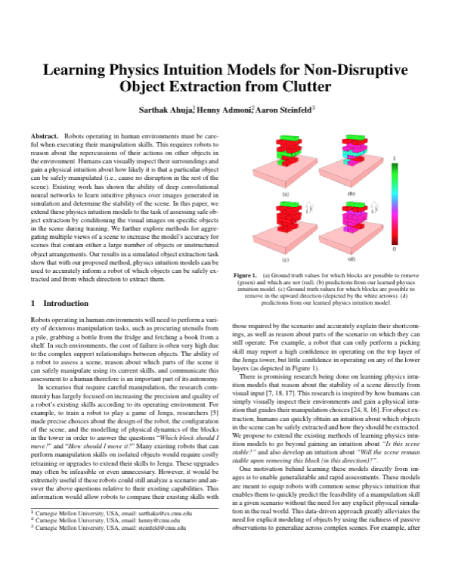 Learning Physics Intuition Models for Non-Disruptive
Object Extraction from Clutter
Sarthak Ahuja,1 Henny Admoni,2 Aaron Steinfeld3
Abstract. Robots operating in human environments must be care-
ful when executing their manipulation skills. This requires robots to
reason about the repercussions of their actions on other objects in
the environment. Humans can visually inspect their surroundings and
gain a physical intuition about how likely it is that a particular object
can be safely manipulated (i.e., cause no disruption in the rest of the
scene). Existing work has shown the ability of deep convolutional
neural networks to learn intuitive physics over images generated in
simulation and determine the stability of the scene. In this paper, we
extend these physics intuition models to the task of assessing safe ob-
ject extraction by conditioning the visual images on specific objects
in the scene during training. We further explore methods for aggre-
gating multiple views of a scene to increase the model's accuracy for
scenes that contain either a large number of objects or unstructured
object arrangements. Our results in a simulated object extraction task
show that with our proposed method, physics intuition models can be
used to accurately inform a robot of which objects can be safely ex-
tracted and from which direction to extract them.
1 Introduction
Robots operating in human environments will need to perform a vari-
ety of dexterous manipulation tasks, such as procuring utensils from
a pile, grabbing a bottle from the fridge and fetching a book from a
shelf. In such environments, the cost of failure is often very high due
to the complex support relationships between objects. The ability of
a robot to assess a scene, reason about which parts of the scene it
can safely manipulate using its current skills, and communicate this
assessment to a human therefore is an important part of its autonomy.
In scenarios that require careful manipulation, the research com-
munity has largely focused on increasing the precision and quality of
a robot's existing skills according to its operating environment. For
example, to train a robot to play a game of Jenga, researchers [5]
made precise choices about the design of the robot, the configuration
of the scene, and the modelling of physical dynamics of the blocks
in the tower in order to answer the questions "Which block should I
move?" and "How should I move it?" Many existing robots that can
perform manipulation skills on isolated objects would require costly
retraining or upgrades to extend their skills to Jenga. These upgrades
may often be infeasible or even unnecessary. However, it would be
extremely useful if these robots could still analyze a scenario and an-
swer the above questions relative to their existing capabilities. This
information would allow robots to compare their existing skills with
1 Carnegie Mellon University, USA, email: sarthaka@cs.cmu.edu
2 Carnegie Mellon University, USA, email: henny@cmu.edu
3 Carnegie Mellon University, USA, email: steinfeld@cmu.edu
(a)
(b)
(c)
(d)
1
0
Figure 1. (a) Ground truth values for which blocks are possible to remove
(green) and which are not (red). (b) predictions from our learned physics
intuition model. (c) Ground truth values for which blocks are possible to
remove in the upward direction (depicted by the white arrows). (d)
predictions from our learned physics intuition model.
those required by the scenario and accurately explain their shortcom-
ings, as well as reason about parts of the scenario on which they can
still operate. For example, a robot that can only perform a picking
skill may report a high confidence in operating on the top layer of
the Jenga tower, but little confidence in operating on any of the lower
layers (as depicted in Figure 1).
There is promising research being done on learning physics intu-
ition models that reason about the stability of a scene directly from
visual input [7, 18, 17]. This research is inspired by how humans can
simply visually inspect their environments and gain a physical intu-
ition that guides their manipulation choices [24, 8, 16]. For object ex-
traction, humans can quickly obtain an intuition about which objects
in the scene can be safely extracted and how they should be extracted.
We propose to extend the existing methods of learning physics intu-
ition models to go beyond gaining an intuition about "Is this scene
stable?" and also develop an intuition about "Will the scene remain
stable upon removing this block (in this direction)?".
One motivation behind learning these models directly from im-
ages is to enable generalizable and rapid assessments. These models
are meant to equip robots with common sense physics intuition that
enables them to quickly predict the feasibility of a manipulation skill
in a given scenario without the need for any explicit physical simula-
tion in the real world. This data-driven approach greatly alleviates the
need for explicit modeling of objects by using the richness of passive
observations to generalize across complex scenes. For example, after